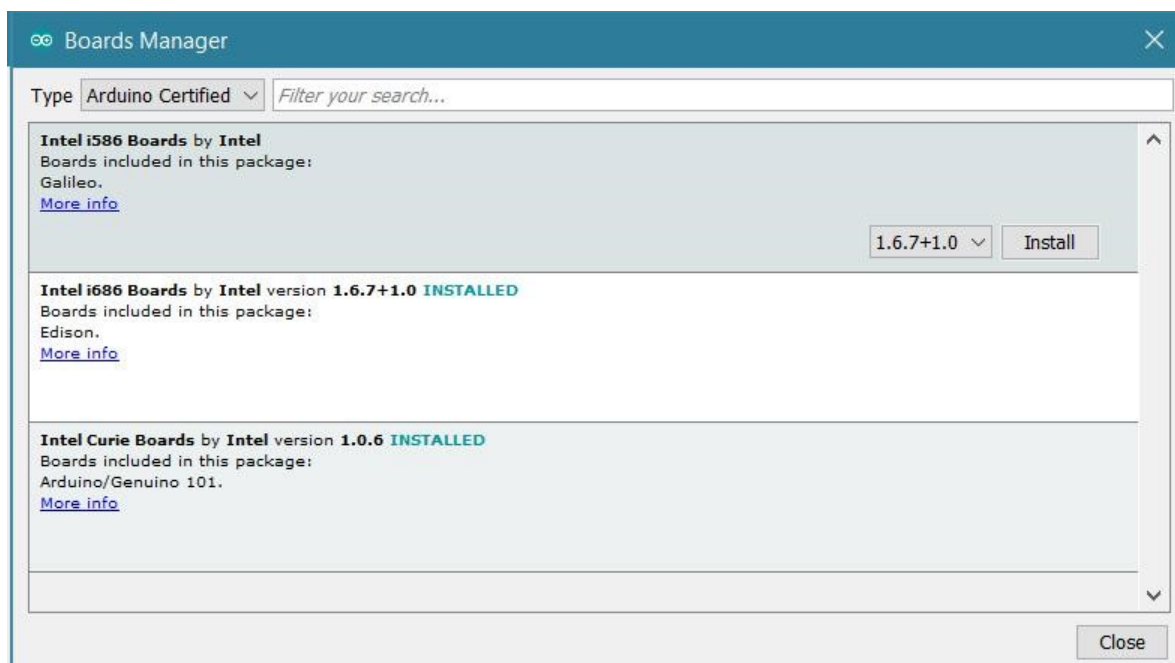 Boards Manager
Type Arduino Certified Filter your search...
Intel i586 Boards by Intel
Boards included in this package:
Galileo.
More info
1.6.7+1.0 Install
Intel i686 Boards by Intel version 1.6.7+1.0 INSTALLED
Boards included in this package:
Edison.
More info
Intel Curie Boards by Intel version 1.0.6 INSTALLED
Boards included in this package:
Arduino/Genuino 101.
More info
Close